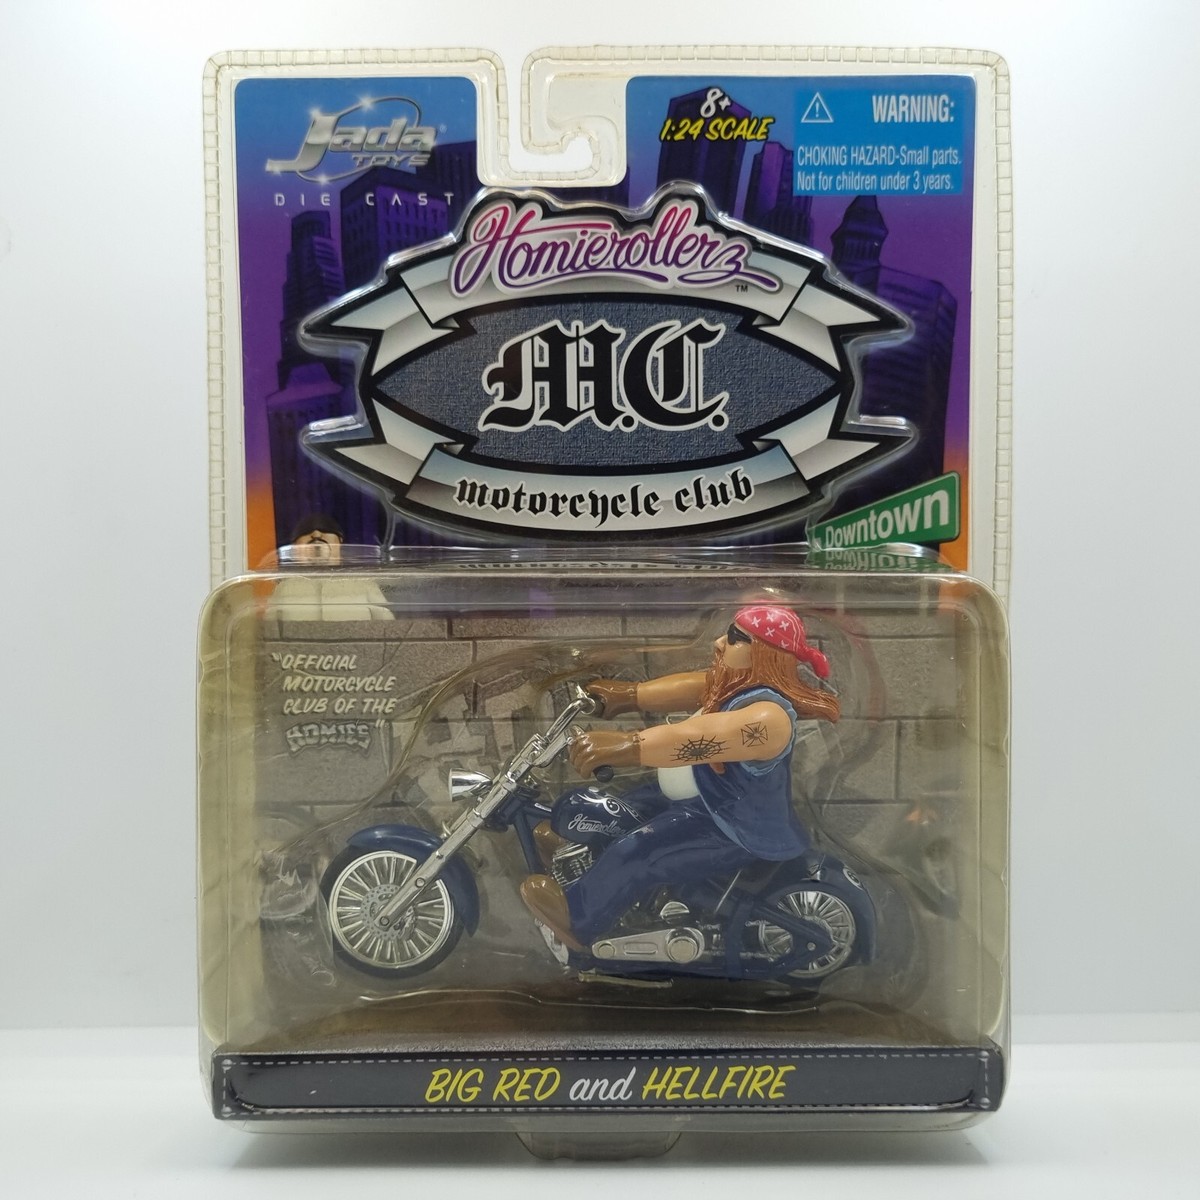 Jada
TOYS
DIE CAST
8+
1:24 SCALE
WARNING:
CHOKING HAZARD-Small parts.
Not for children under 3 years.
Homierollerz
TM
M.C.
motorcycle club
Downtown
"OFFICIAL
MOTORCYCLE
CLUB OF THE
HOMIES"
Homierollerz
BIG RED and HELLFIRE